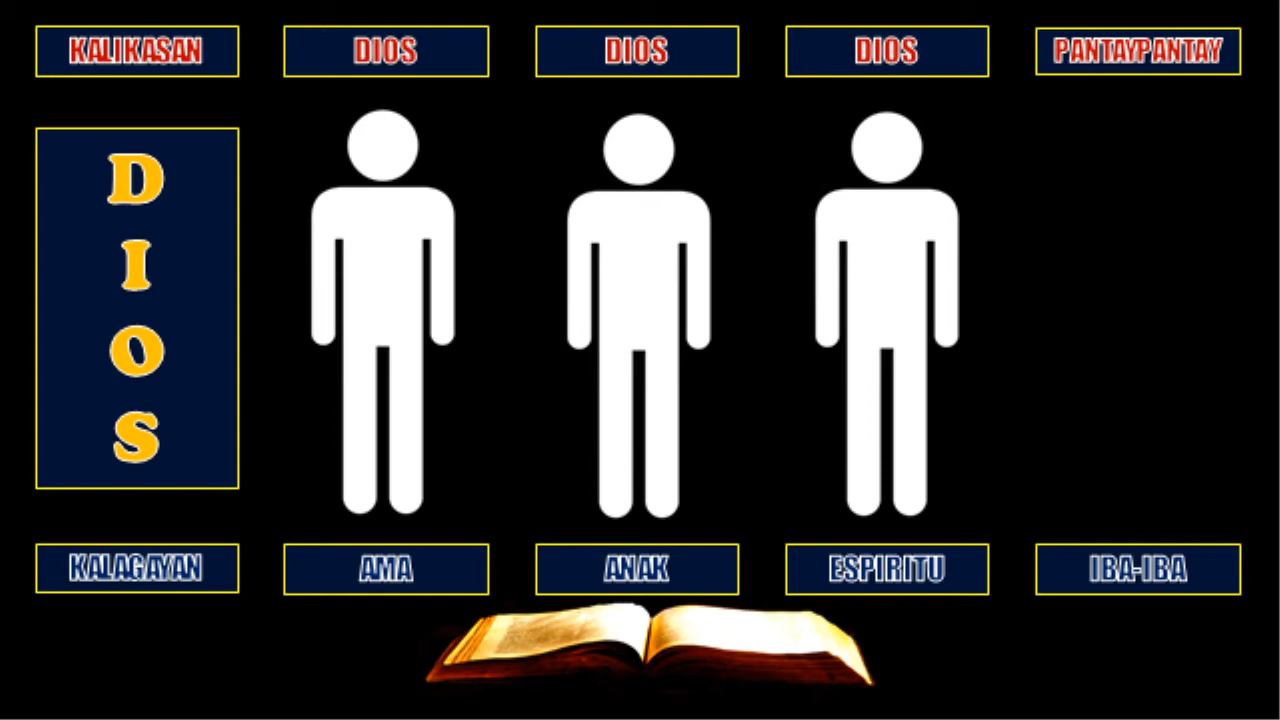 KALIKASAN DIOS DIOS DIOS PANTAYPANTAY
D
I
O
S
KALAGAYAN AMA ANAK ESPIRITU IBA-IBA